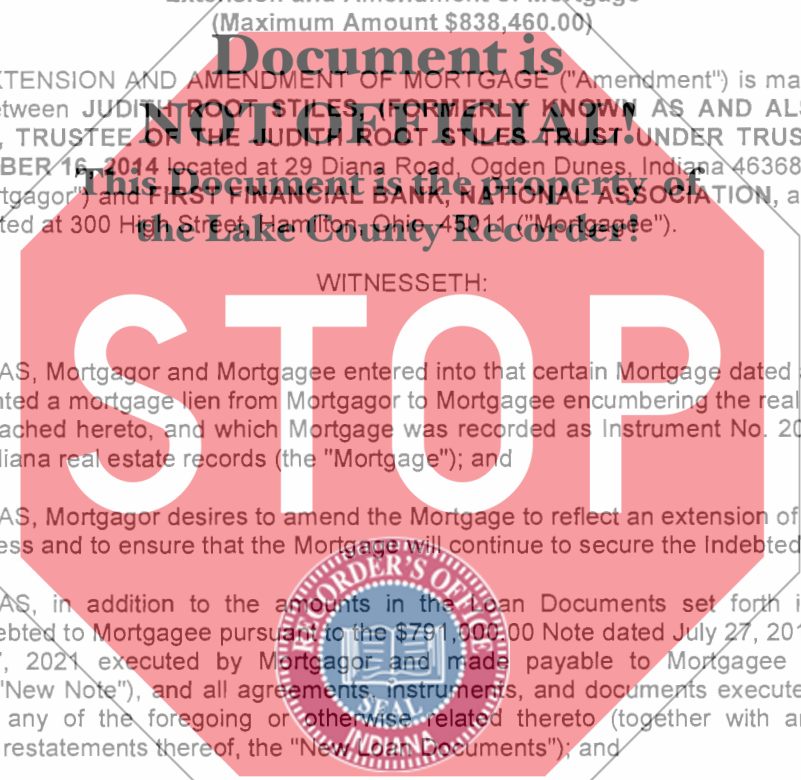 Extension and Amendment of Mortgage
(Maximum Amount $838,460.00)
Document is
XTENSION AND AMENDMENT OF MORTGAGE ("Amendment") is ma
etween JUDITH ROOT STILES, (FORMERLY KNOWN AS AND ALS
NOT OFFICIAL!
, TRUSTEE OF THE JUDITH ROOT STILES TRUST UNDER TRUS
BER 16, 2014 located at 29 Diana Road, Ogden Dunes, Indiana 46368
This Document is the property of
rtgagor") and FIRST FINANCIAL BANK, NATIONAL ASSOCIATION, a
ted at 300 High Street, Hamilton, Ohio 45011 ("Mortgagee").
the Lake County Recorder!
WITNESSETH:
STOP
AS, Mortgagor and Mortgagee entered into that certain Mortgage dated a
nted a mortgage lien from Mortgagor to Mortgagee encumbering the real
ached hereto, and which Mortgage was recorded as Instrument No. 20
diana real estate records (the "Mortgage"); and
AS, Mortgagor desires to amend the Mortgage to reflect an extension of
ess and to ensure that the Mortgage will continue to secure the Indebted
AS, in addition to the amounts in the Loan Documents set forth i
ebted to Mortgagee pursuant to the $791,000.00 Note dated July 27, 201
7, 2021 executed by Mortgagor and made payable to Mortgagee
"New Note"), and all agreements, instruments, and documents execute
any of the foregoing or otherwise related thereto (together with a
restatements thereof, the "New Loan Documents"); and
RECORDER'S OFFICE
SEAL
INDIANA